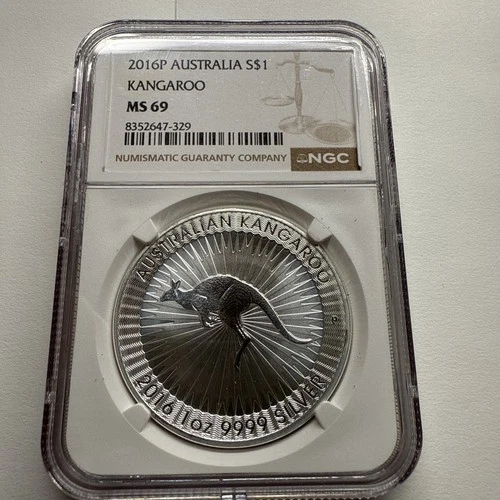 2016P AUSTRALIA S$1
KANGAROO
MS 69
8352647-329
NUMISMATIC GUARANTY COMPANY NGC
AUSTRALIAN KANGAROO
P
2016 1oz 9999 SILVER